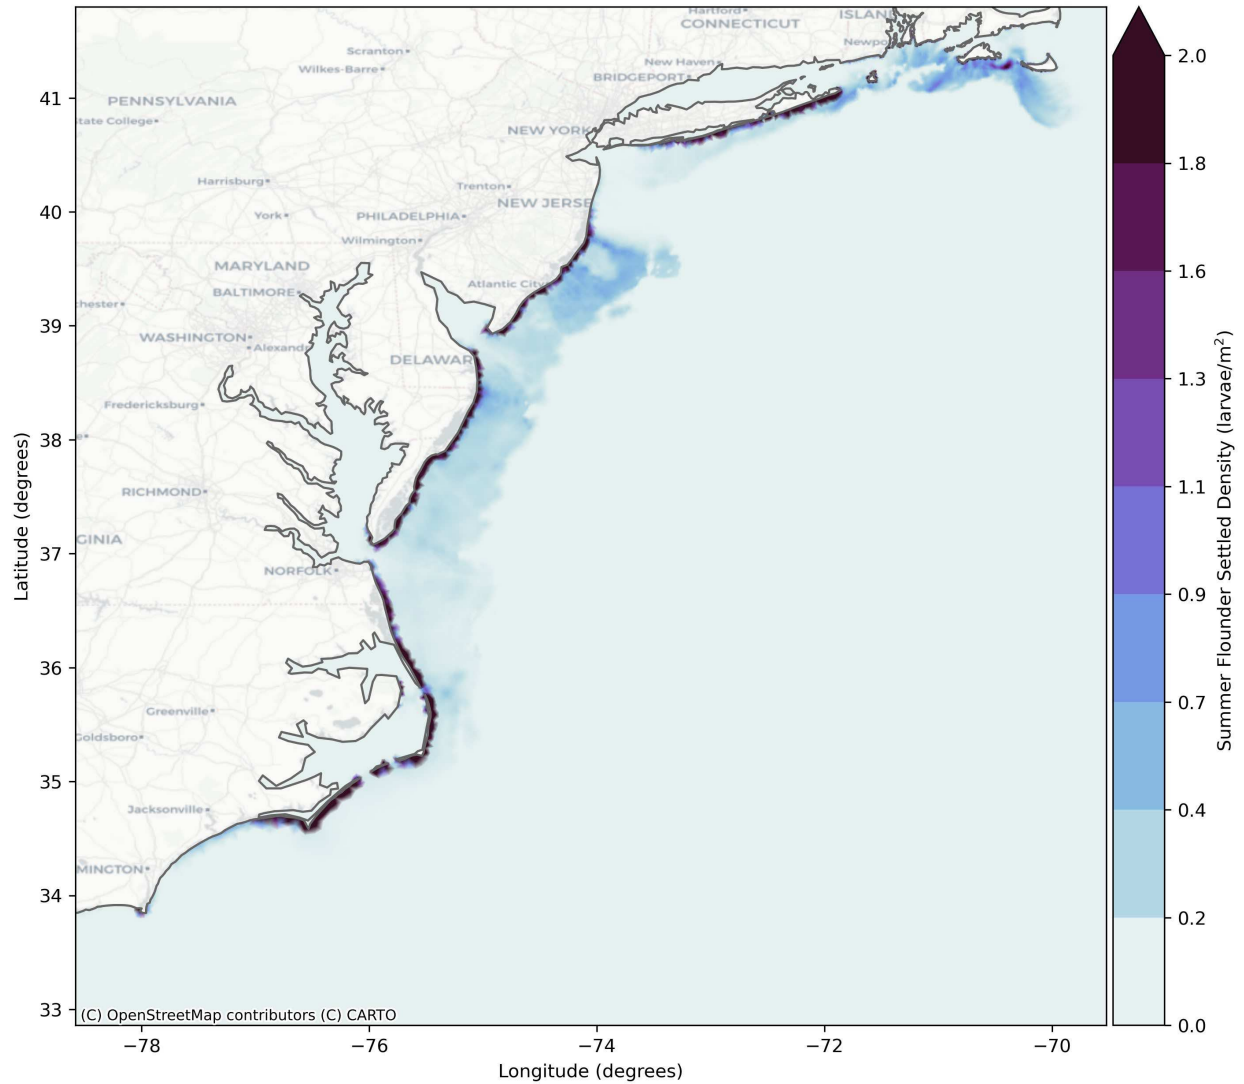 Hartford
CONNECTICUT
ISLAND
Newpo
Scranton
Wilkes-Barre
New Haven
BRIDGEPORT
PENNSYLVANIA
tate College
NEW YORK
Harrisburg
Trenton
NEW JERSE
York
PHILADELPHIA
Wilmington
MARYLAND
BALTIMORE
Atlantic City
chester
WASHINGTON
Alexand
DELAWAR
Fredericksburg
e
RICHMOND
GINIA
NORFOLK
Greenville
Goldsboro
Jacksonville
MINGTON
(C) OpenStreetMap contributors (C) CARTO
41
40
39
38
37
36
35
34
33
Latitude (degrees)
−78
−76
−74
−72
−70
Longitude (degrees)
2.0
1.8
1.6
1.3
1.1
0.9
0.7
0.4
0.2
0.0
Summer Flounder Settled Density (larvae/m²)